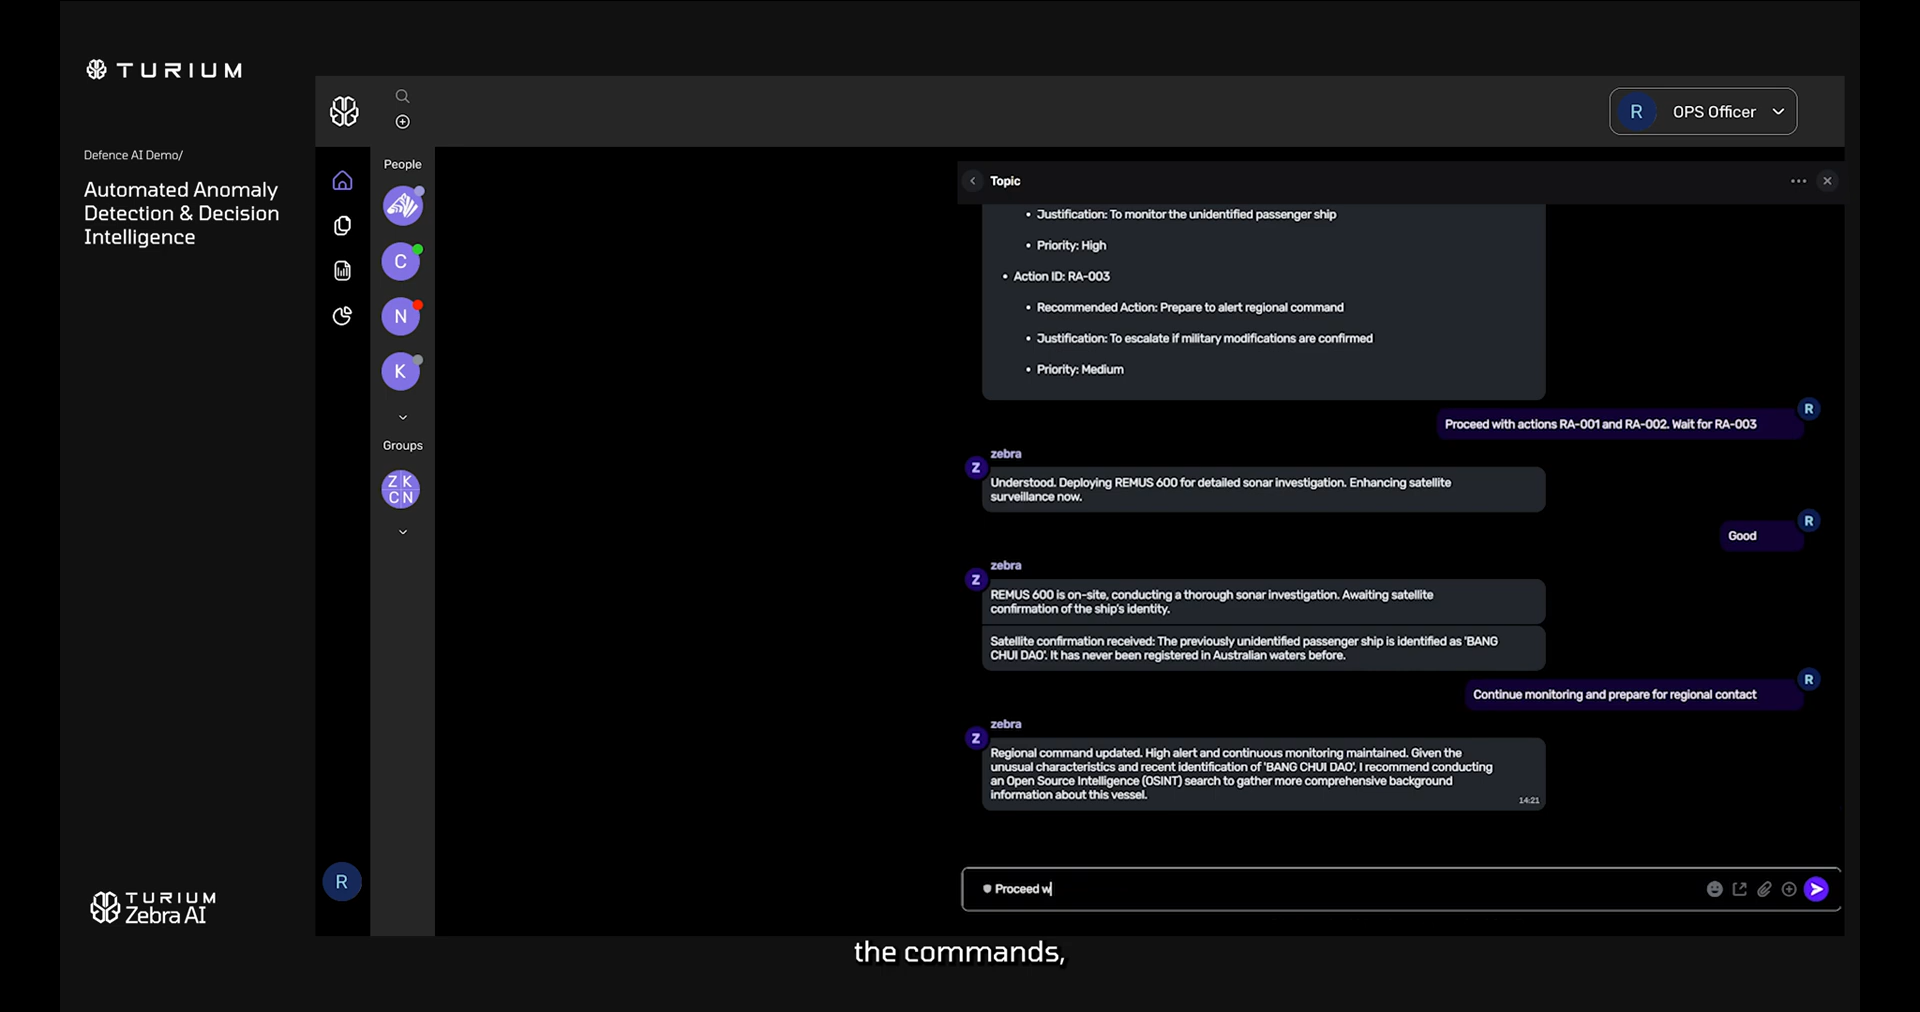 TURIUM
Defence AI Demo/
Automated Anomaly
Detection & Decision
Intelligence
TURIUM
Zebra AI
R
People
C
N
K
Groups
Z K
C N
R OPS Officer
Topic
• Justification: To monitor the unidentified passenger ship
• Priority: High
• Action ID: RA-003
• Recommended Action: Prepare to alert regional command
• Justification: To escalate if military modifications are confirmed
• Priority: Medium
R
Proceed with actions RA-001 and RA-002. Wait for RA-003
zebra
Z
Understood. Deploying REMUS 600 for detailed sonar investigation. Enhancing satellite
surveillance now.
R
Good
zebra
Z
REMUS 600 is on-site, conducting a thorough sonar investigation. Awaiting satellite
confirmation of the ship's identity.
Satellite confirmation received: The previously unidentified passenger ship is identified as 'BANG
CHUI DAO'. It has never been registered in Australian waters before.
R
Continue monitoring and prepare for regional contact
zebra
Z
Regional command updated. High alert and continuous monitoring maintained. Given the
unusual characteristics and recent identification of 'BANG CHUI DAO', I recommend conducting
an Open Source Intelligence (OSINT) search to gather more comprehensive background
information about this vessel.
14:21
Proceed w
the commands,